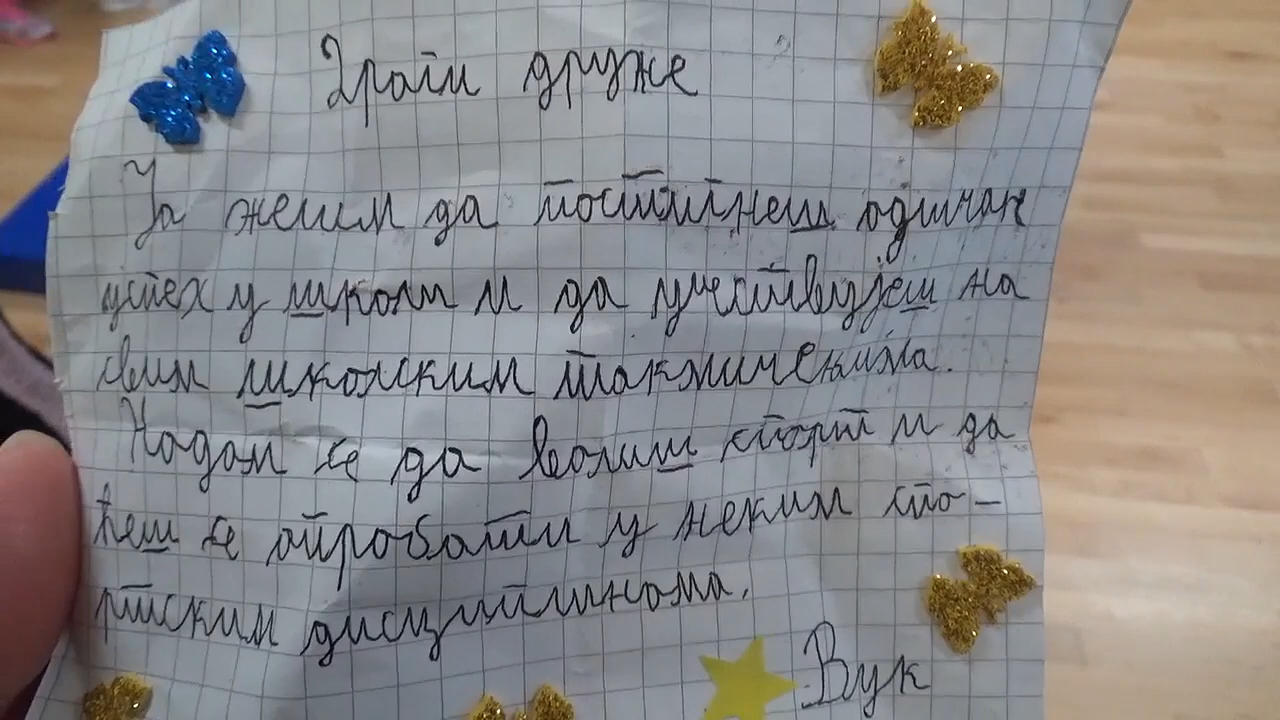 Драги друже
Ја желим да постигнеш одличан
успех у школи и да учествујеш на
свим школским такмичењима.
Надам се да волиш спорт и да
ћеш се опробати у неким спо-
ртским дисциплинама.
Вук